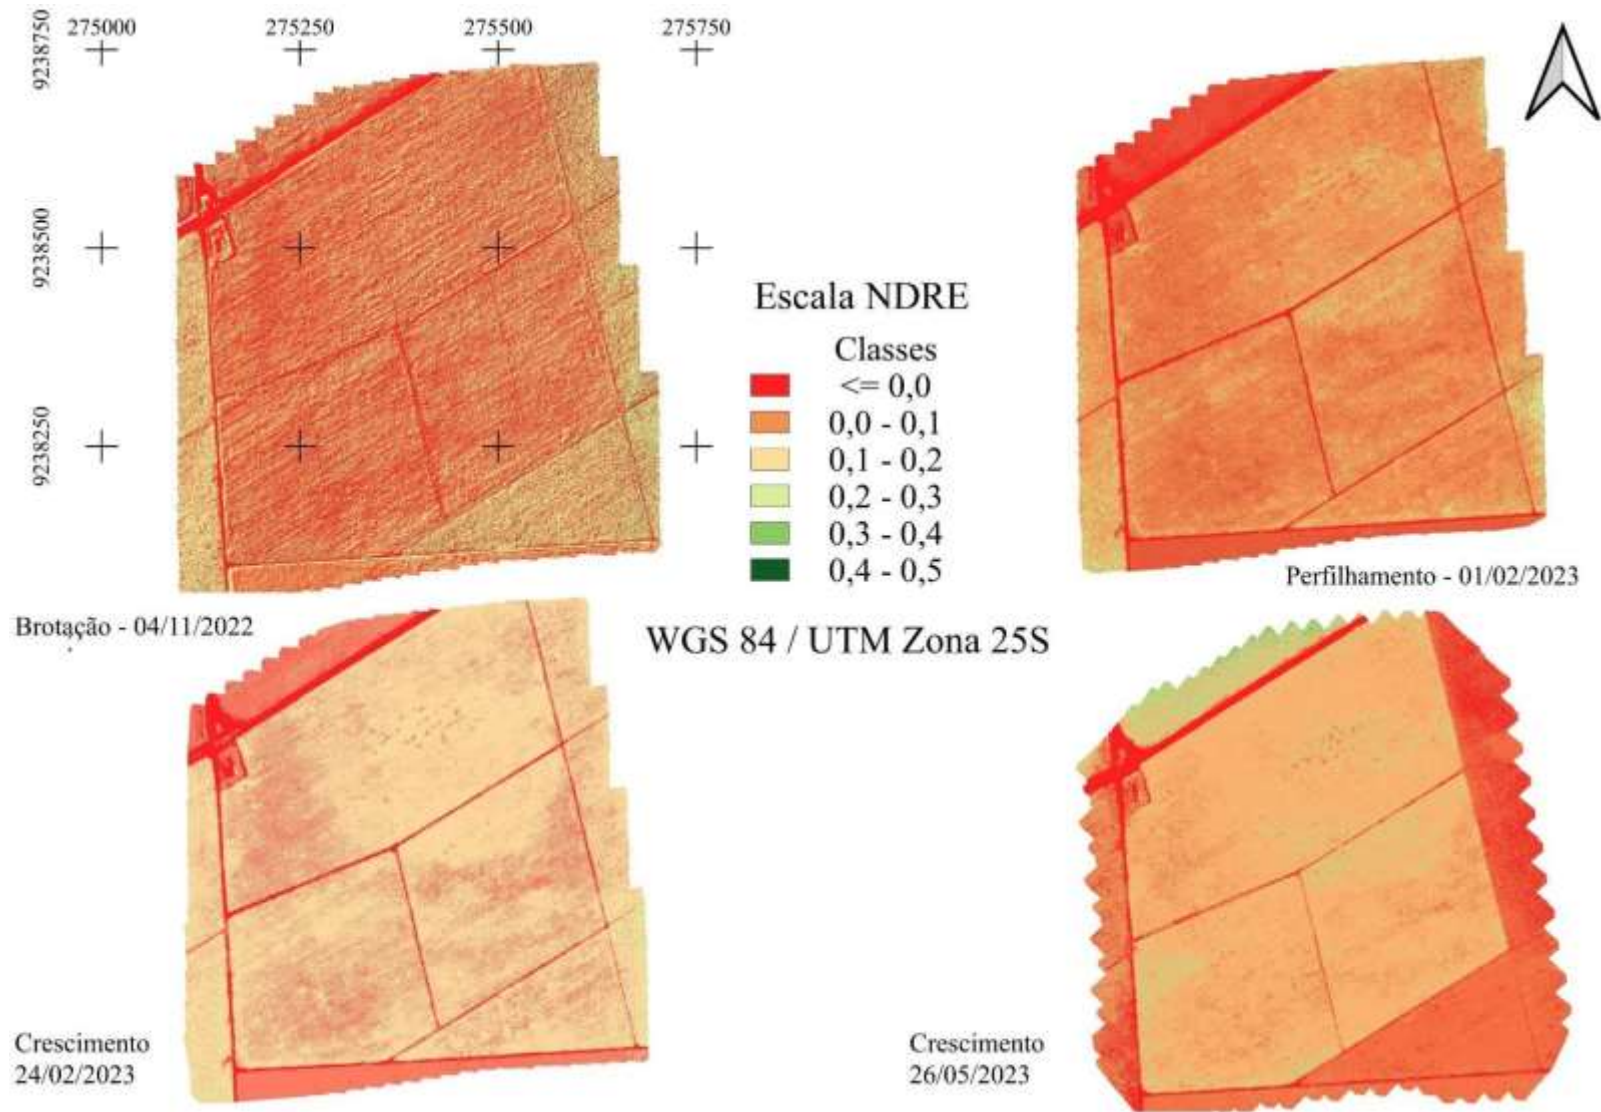 275000 275250 275500 275750
9238750
9238500
9238250
Escala NDRE
Classes
<= 0,0
0,0 - 0,1
0,1 - 0,2
0,2 - 0,3
0,3 - 0,4
0,4 - 0,5
Perfilhamento - 01/02/2023
Brotação - 04/11/2022
WGS 84 / UTM Zona 25S
Crescimento
24/02/2023
Crescimento
26/05/2023